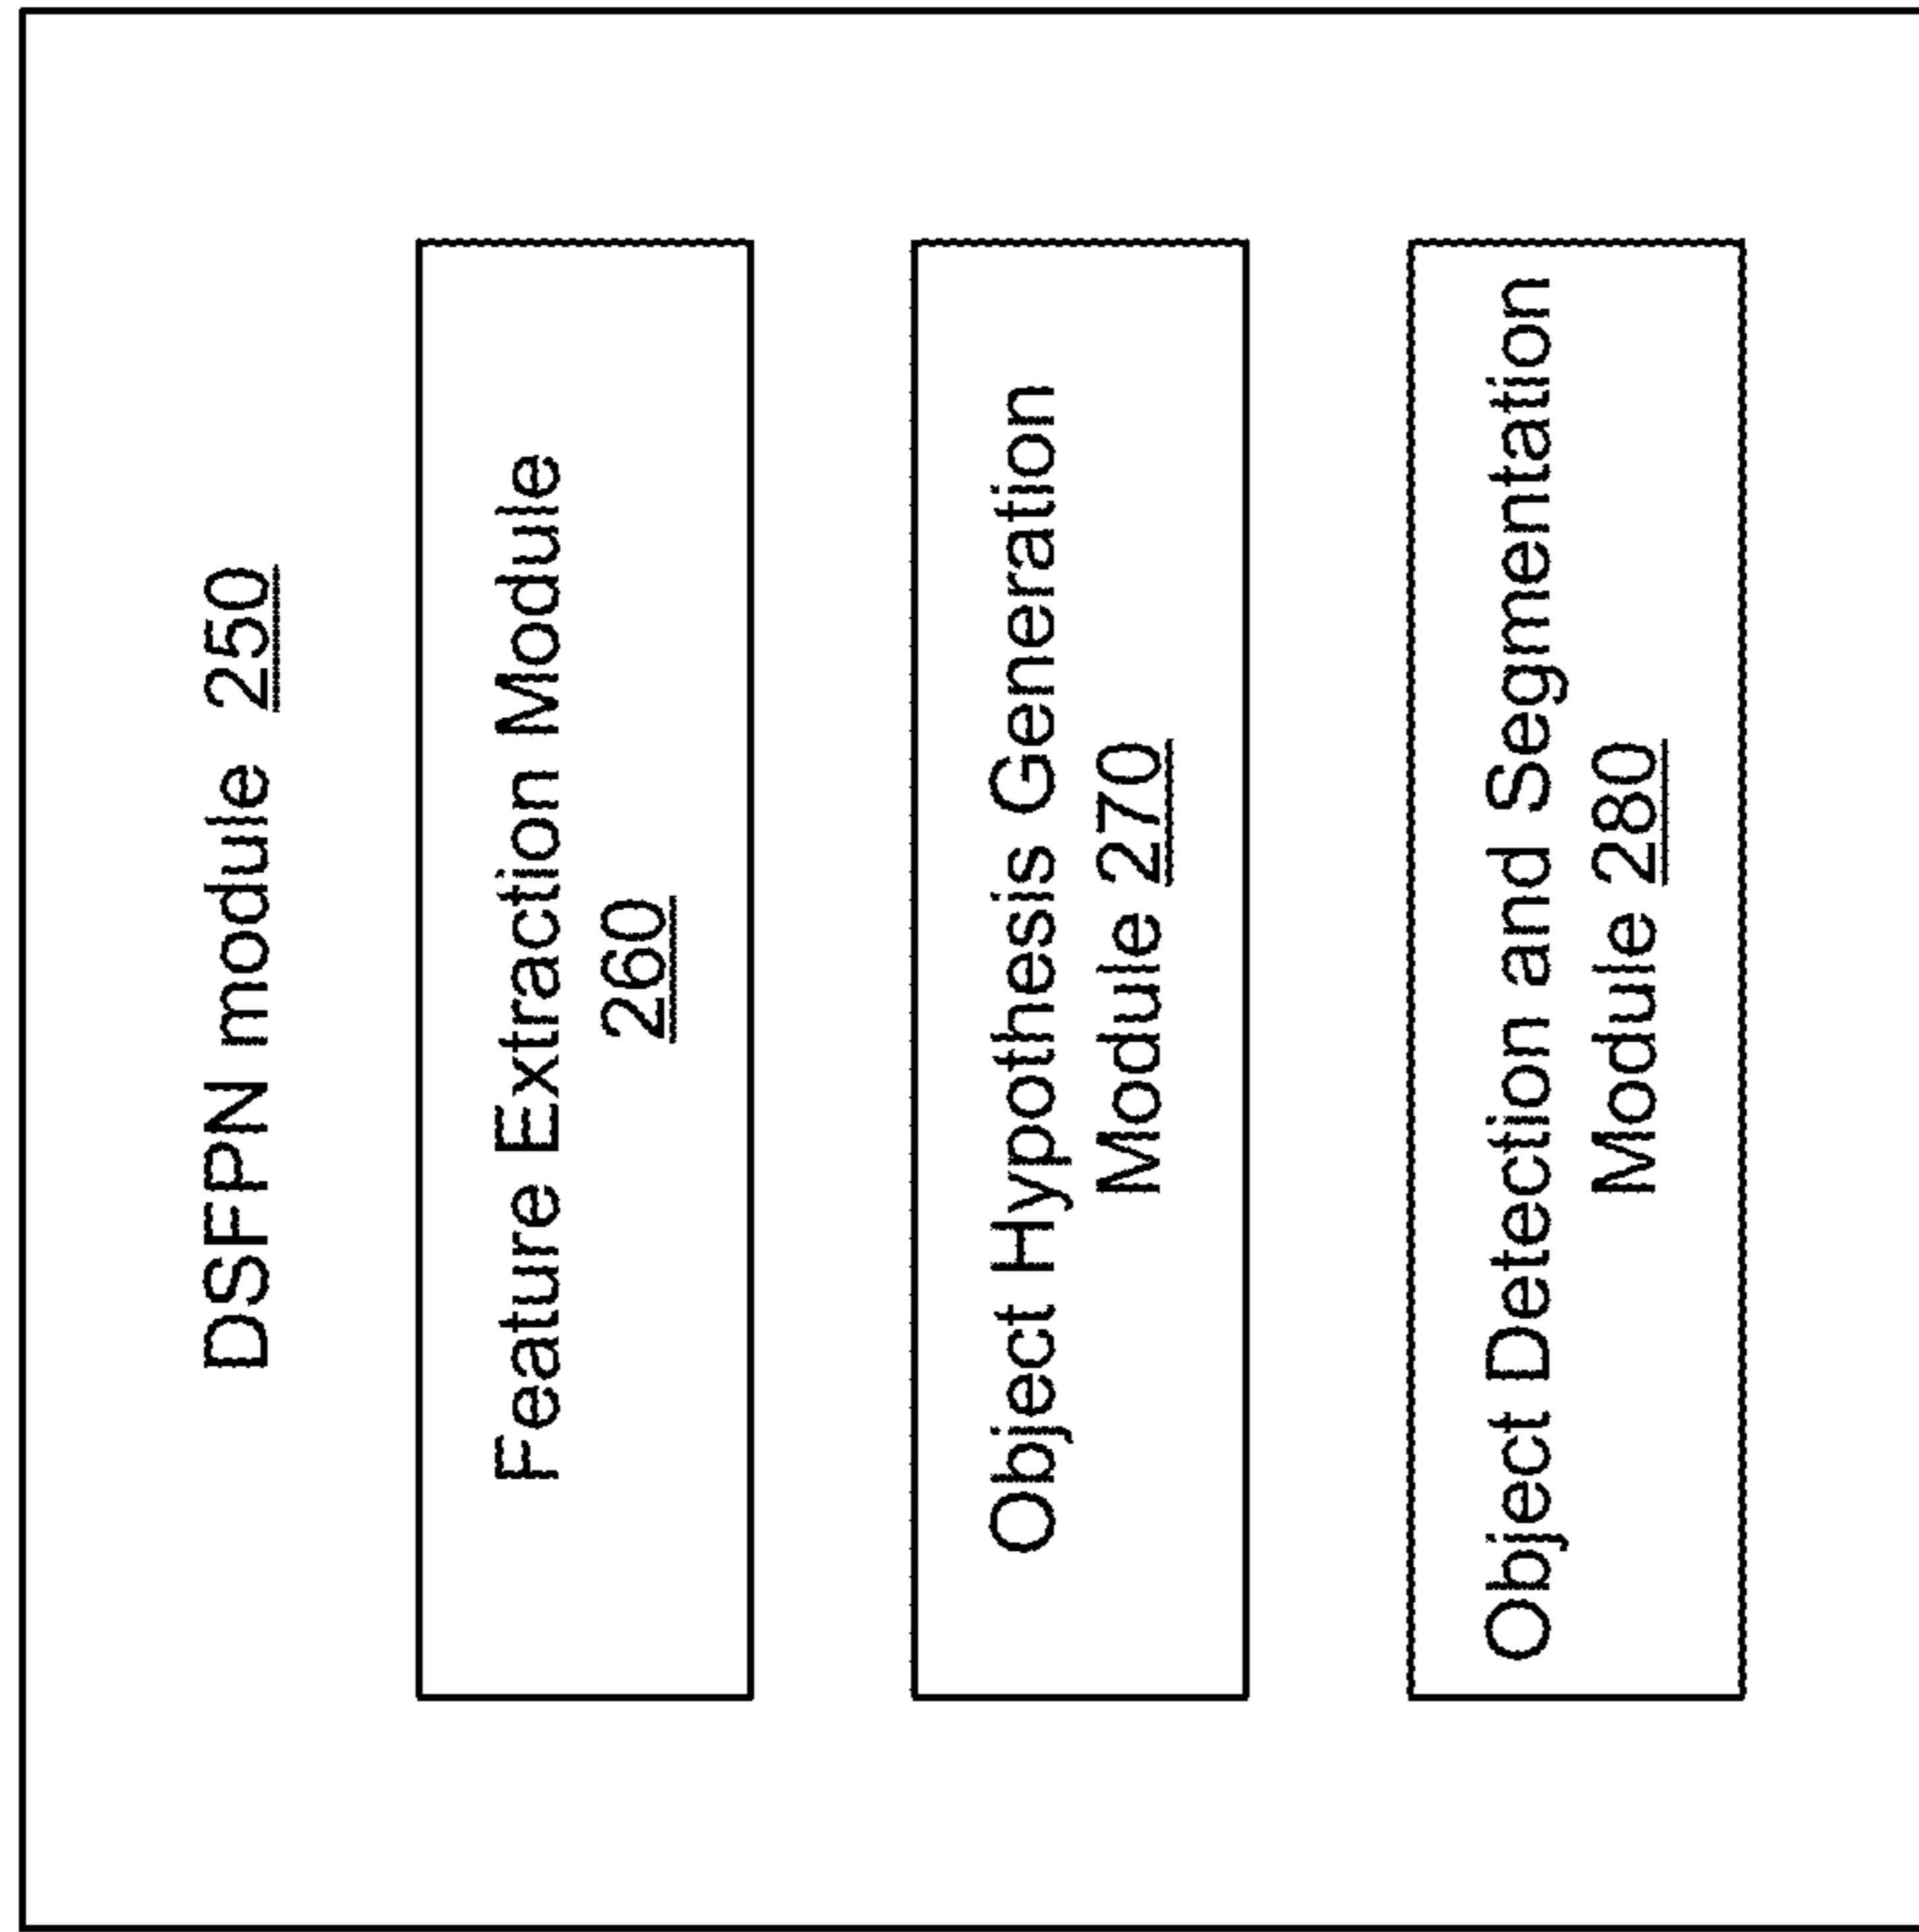 DSFPN module 250
Feature Extraction Module
260
Object Hypothesis Generation
Module 270
Object Detection and Segmentation
Module 280